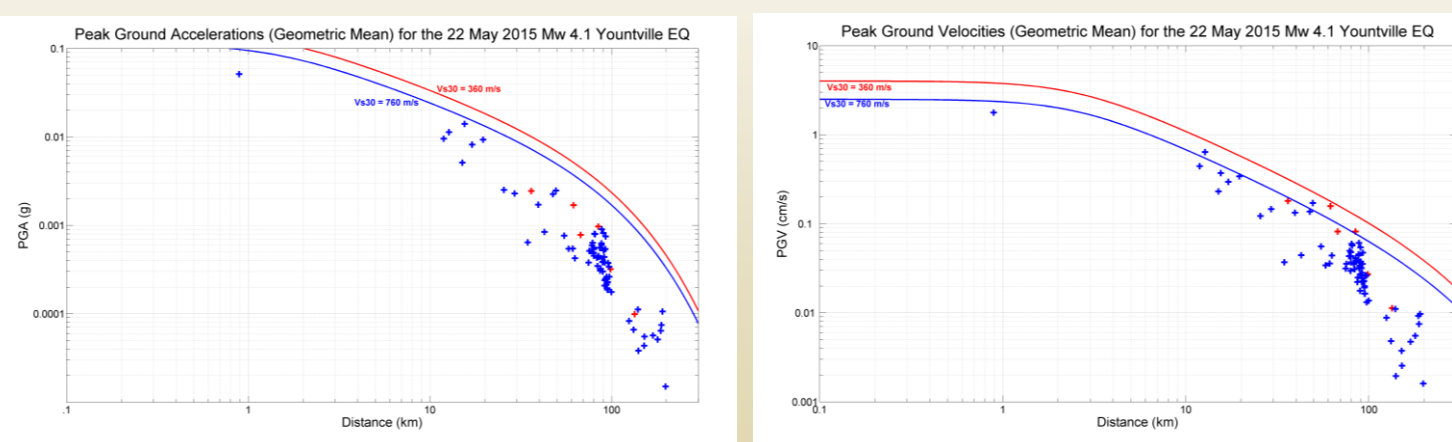 Peak Ground Accelerations (Geometric Mean) for the 22 May 2015 Mw 4.1 Yountville EQ
0.1
Vs30 = 360 m/s
Vs30 = 760 m/s
0.01
PGA (g)
0.001
0.0001
.1
1
10
100
Distance (km)
Peak Ground Velocities (Geometric Mean) for the 22 May 2015 Mw 4.1 Yountville EQ
10
Vs30 = 360 m/s
Vs30 = 760 m/s
1
PGV (cm/s)
0.1
0.01
0.001
0.1
1
10
100
Distance (km)